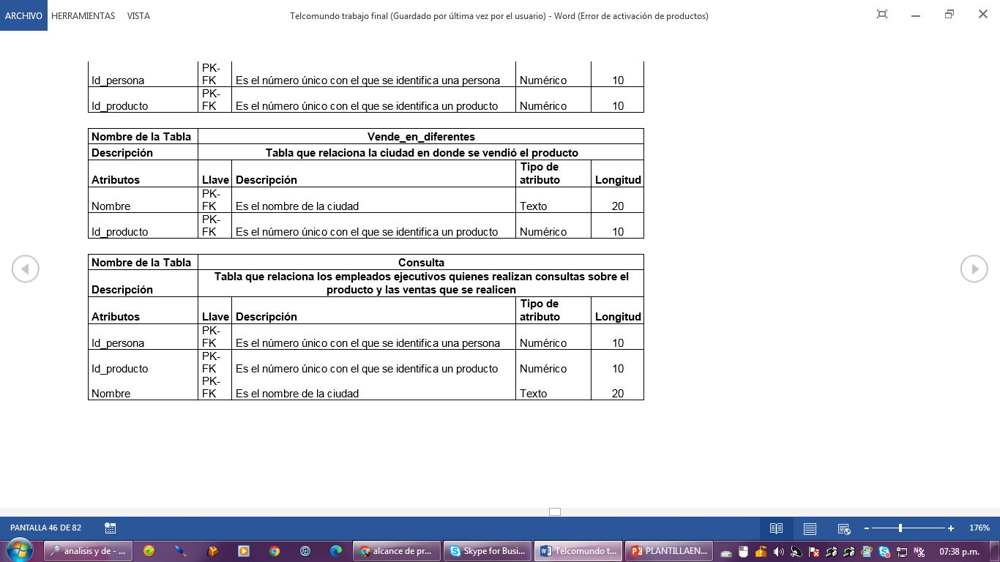 ARCHIVO HERRAMIENTAS VISTA Telcomundo trabajo final (Guardado por última vez por el usuario) - Word (Error de activación de productos)
PK-
Id_persona FK Es el número único con el que se identifica una persona Numérico 10
PK-
Id_producto FK Es el número único con el que se identifica un producto Numérico 10
Nombre de la Tabla Vende_en_diferentes
Descripción Tabla que relaciona la ciudad en donde se vendió el producto
Tipo de
Atributos Llave Descripción atributo Longitud
PK-
Nombre FK Es el nombre de la ciudad Texto 20
PK-
Id_producto FK Es el número único con el que se identifica un producto Numérico 10
Nombre de la Tabla Consulta
Tabla que relaciona los empleados ejecutivos quienes realizan consultas sobre el
Descripción producto y las ventas que se realicen
Tipo de
Atributos Llave Descripción atributo Longitud
PK-
Id_persona FK Es el número único con el que se identifica una persona Numérico 10
PK-
Id_producto FK Es el número único con el que se identifica un producto Numérico 10
PK-
Nombre FK Es el nombre de la ciudad Texto 20
PANTALLA 46 DE 82 176%
analisis y de - ... alcance de pr... Skype for Busi... Telcomundo t... PLANTILLAEN... 07:38 p.m.